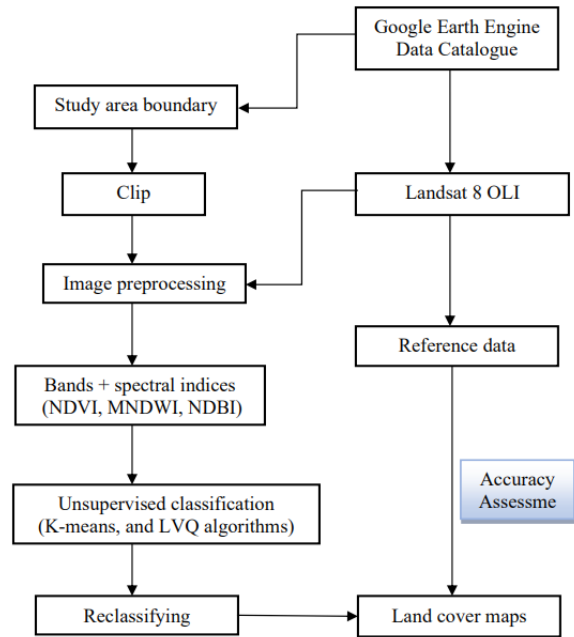 Google Earth Engine
Data Catalogue
Study area boundary
Clip
Landsat 8 OLI
Image preprocessing
Reference data
Bands + spectral indices
(NDVI, MNDWI, NDBI)
Accuracy
Assessme
Unsupervised classification
(K-means, and LVQ algorithms)
Reclassifying
Land cover maps